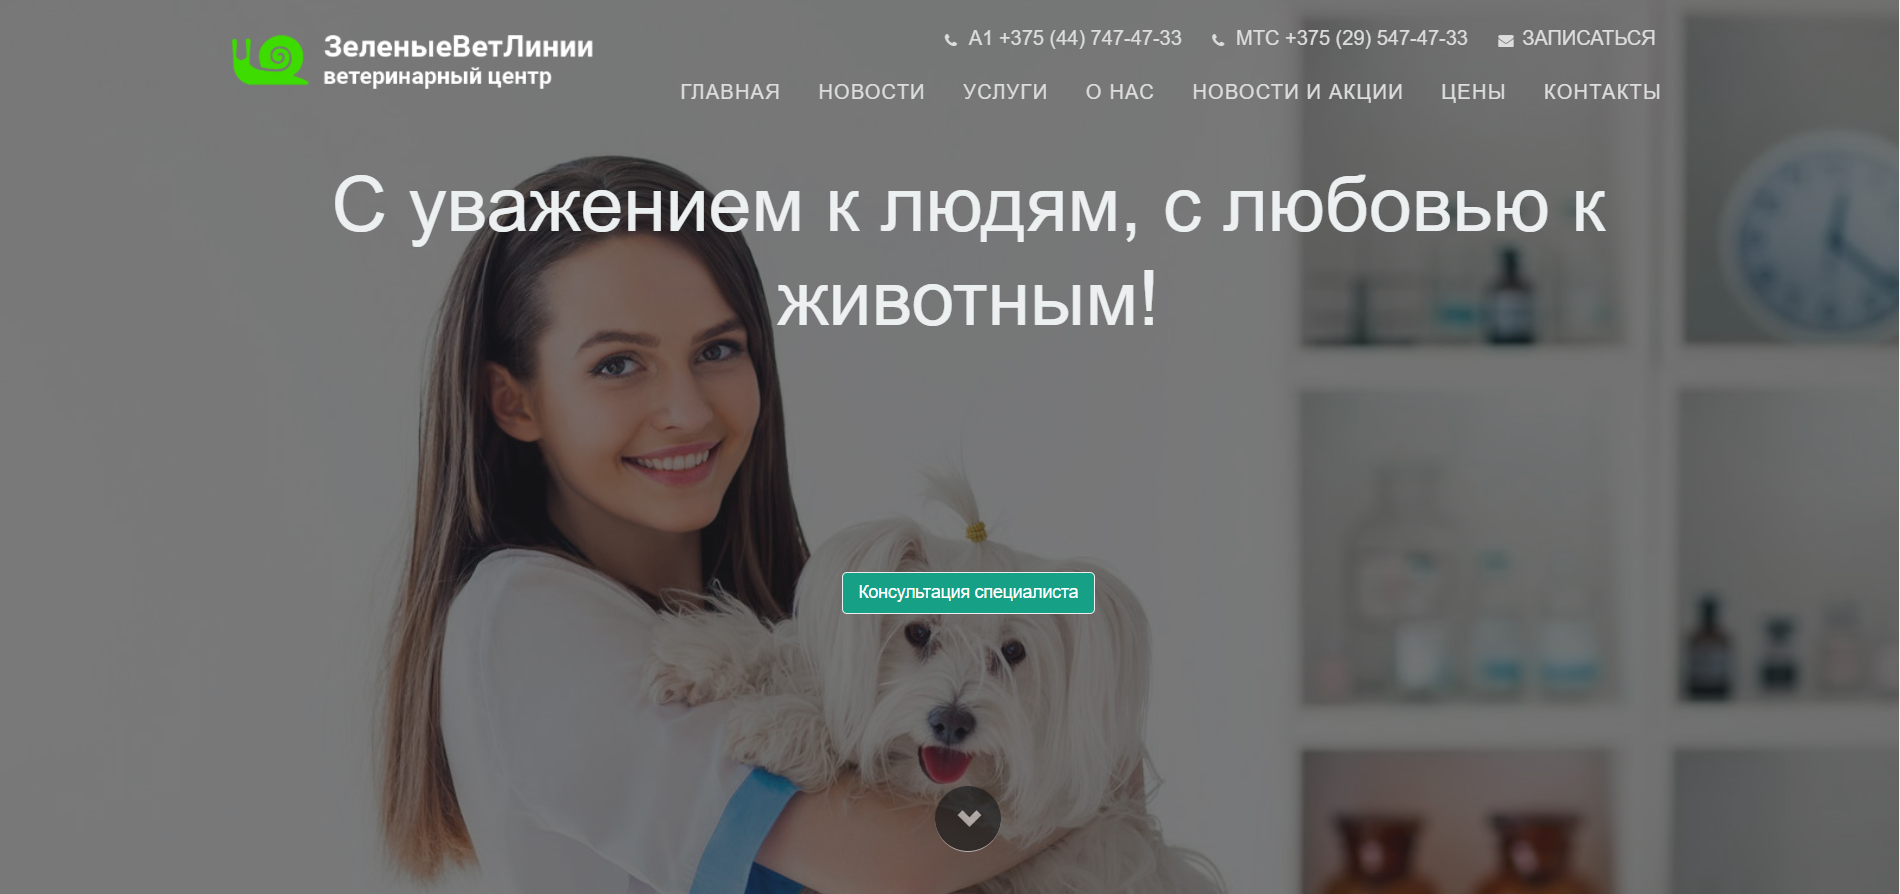 ЗеленыеВетЛинии
ветеринарный центр
А1 +375 (44) 747-47-33
МТС +375 (29) 547-47-33
ЗАПИСАТЬСЯ
ГЛАВНАЯ
НОВОСТИ
УСЛУГИ
О НАС
НОВОСТИ И АКЦИИ
ЦЕНЫ
КОНТАКТЫ
С уважением к людям, с любовью к
животным!
Консультация специалиста